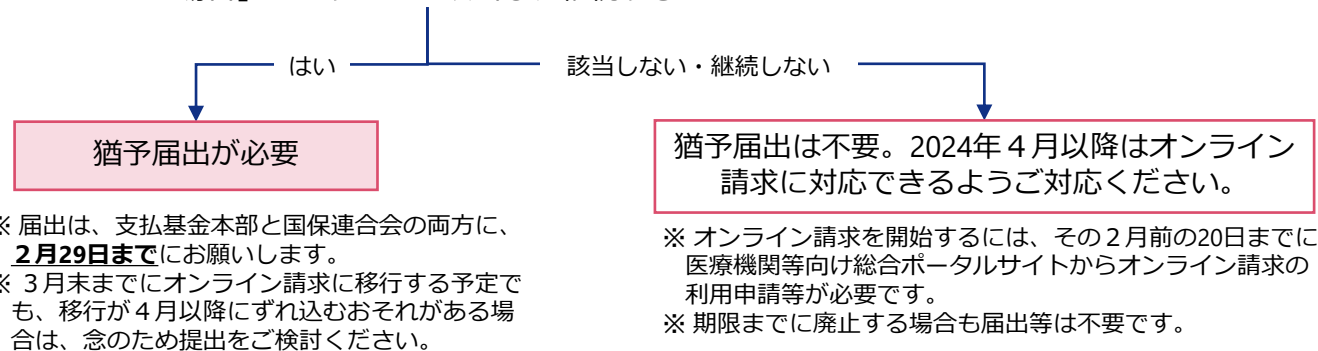 はい
該当しない・継続しない
猶予届出が必要
猶予届出は不要。2024年４月以降はオンライン
請求に対応できるようご対応ください。
※ 届出は、支払基金本部と国保連合会の両方に、
２月29日までにお願いします。
※ ３月末までにオンライン請求に移行する予定で
も、移行が４月以降にずれ込むおそれがある場
合は、念のため提出をご検討ください。
※ オンライン請求を開始するには、その２月前の20日までに
医療機関等向け総合ポータルサイトからオンライン請求の
利用申請等が必要です。
※ 期限までに廃止する場合も届出等は不要です。